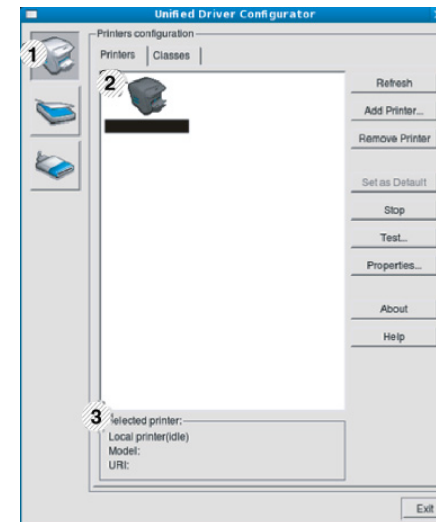 Unified Driver Configurator
Printers configuration
Printers Classes
1
2
Refresh
Add Printer...
Remove Printer
Set as Default
Stop
Test...
Properties...
About
Help
3
Selected printer:
Local printer(idle)
Model:
URI:
Exit